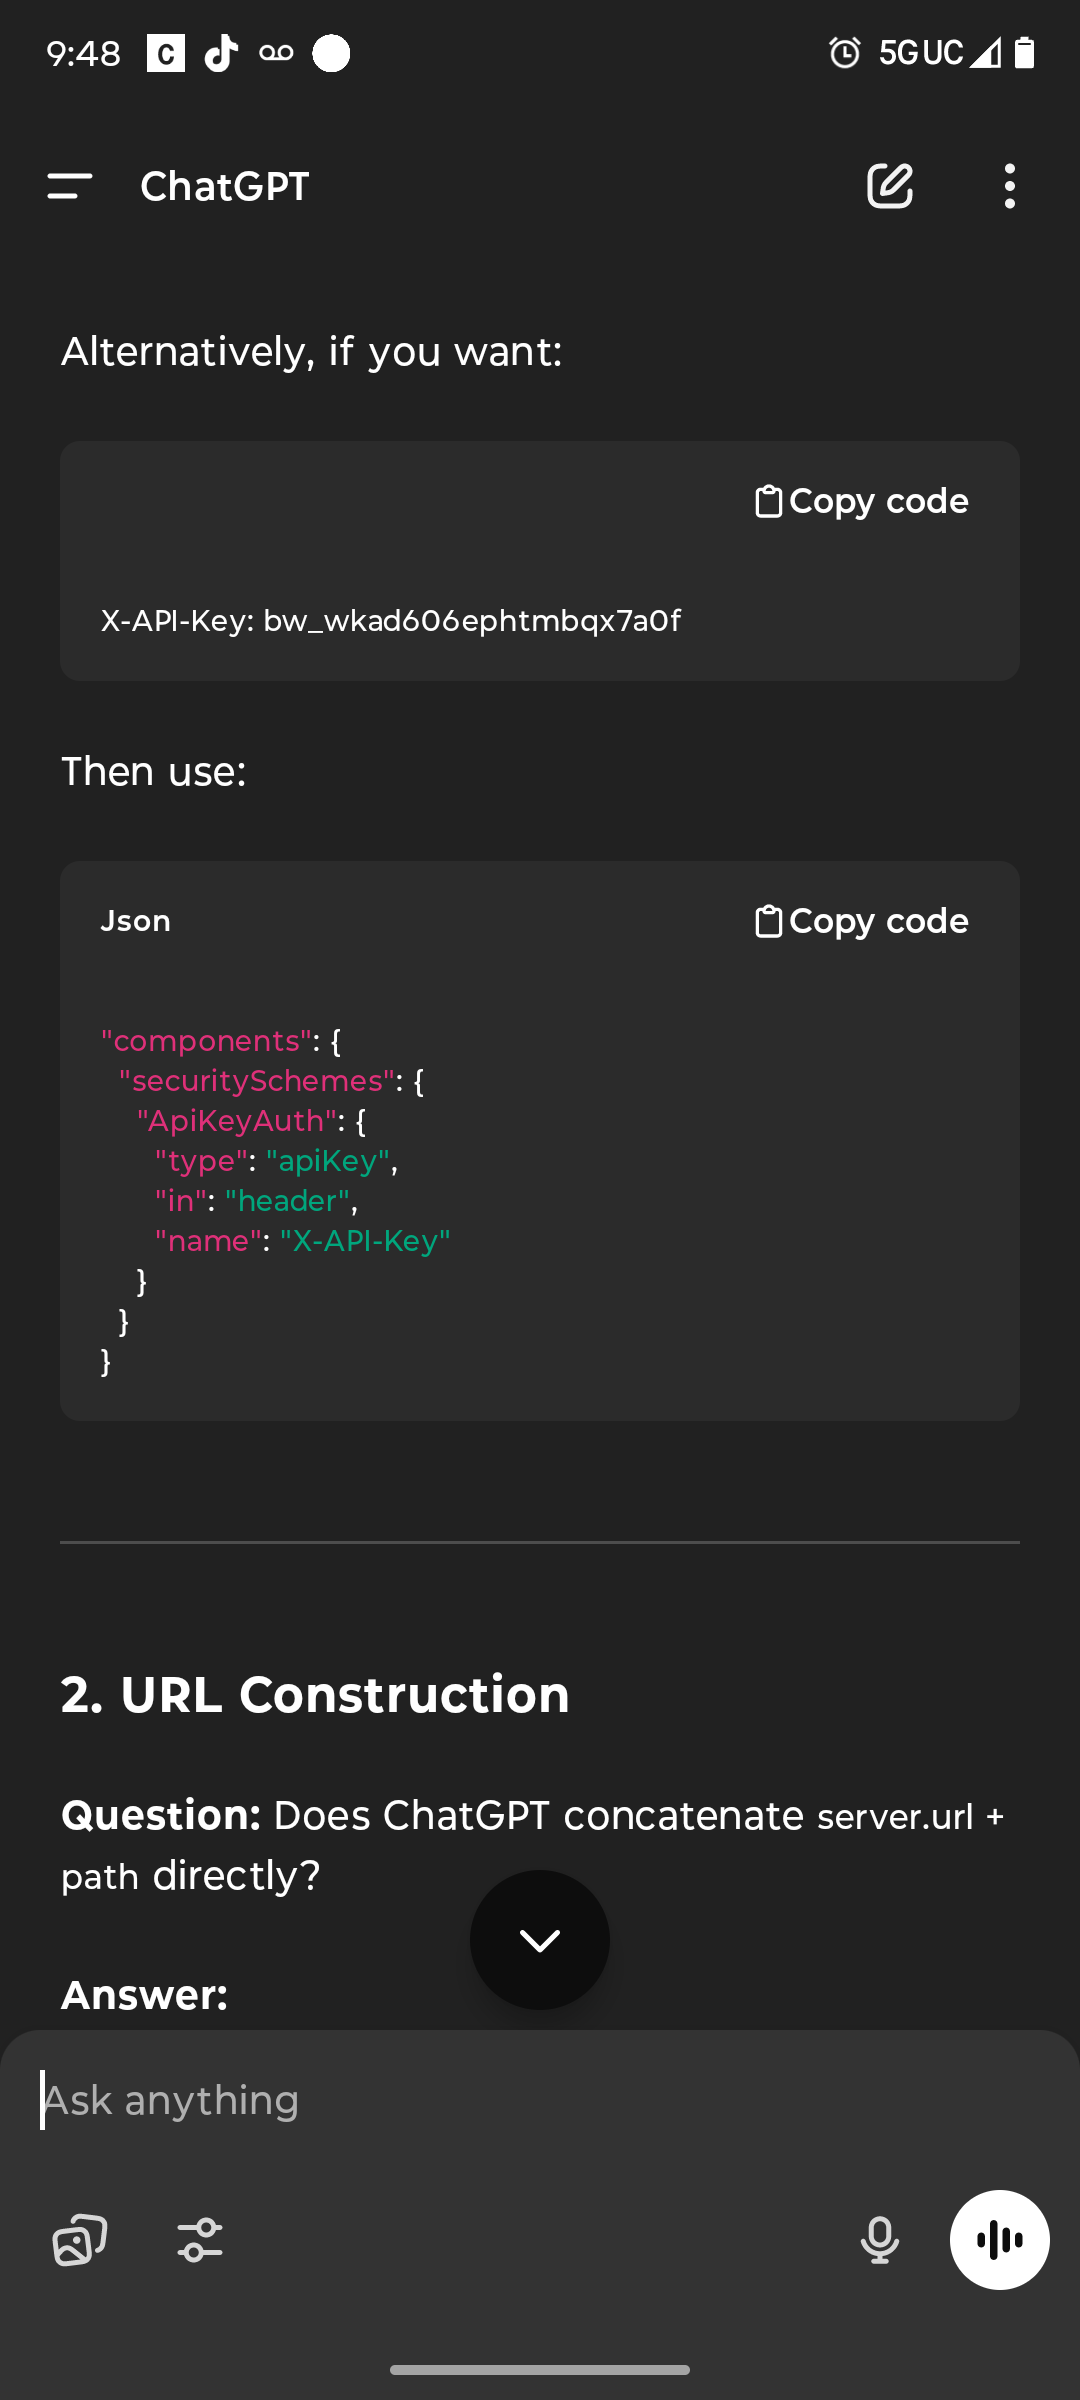 9:48
C
5G UC
ChatGPT
Alternatively, if you want:
Copy code
X-API-Key: bw_wkad606ephtmbqx7a0f
Then use:
Json
Copy code
"components": {
"securitySchemes": {
"ApiKeyAuth": {
"type": "apiKey",
"in": "header",
"name": "X-API-Key"
}
}
}
2. URL Construction
Question: Does ChatGPT concatenate server.url +
path directly?
Answer:
Ask anything